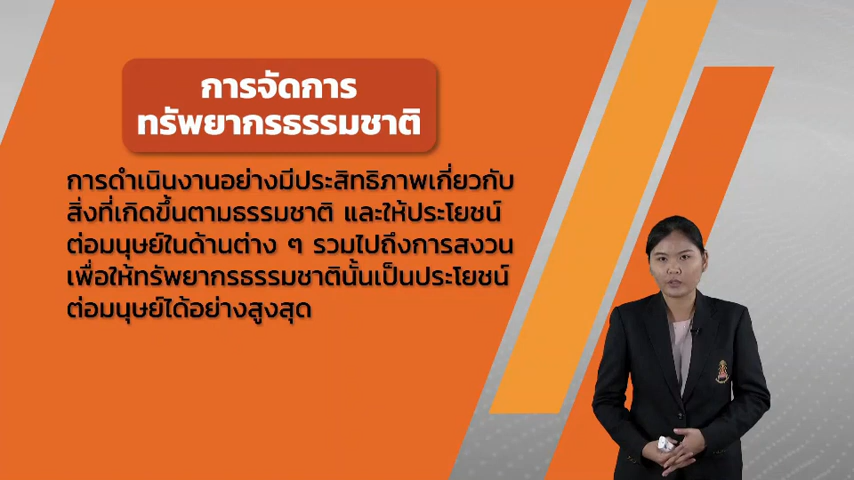 การจัดการ
ทรัพยากรธรรมชาติ
การดำเนินงานอย่างมีประสิทธิภาพเกี่ยวกับ
สิ่งที่เกิดขึ้นตามธรรมชาติ และให้ประโยชน์
ต่อมนุษย์ในด้านต่าง ๆ รวมไปถึงการสงวน
เพื่อให้ทรัพยากรธรรมชาตินั้นเป็นประโยชน์
ต่อมนุษย์ได้อย่างสูงสุด